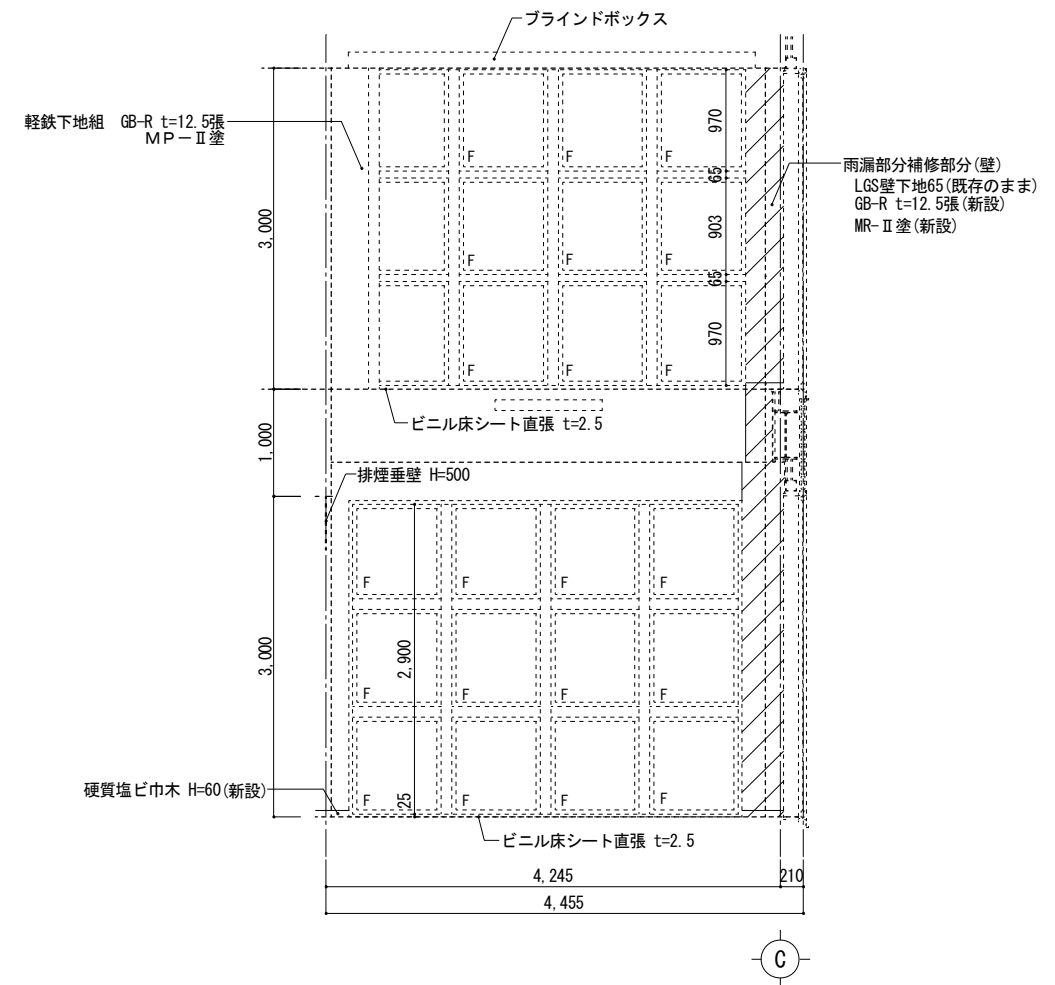 ブラインドボックス
軽鉄下地組 GB-R t=12.5張
MP-Ⅱ塗
雨漏部分補修部分(壁)
LGS壁下地65(既存のまま)
GB-R t=12.5張(新設)
MR-Ⅱ塗(新設)
3,000
970
65
903
65
970
F F F
F F F
F F F
ビニル床シート直張 t=2.5
1,000
排煙垂壁 H=500
3,000
2,900
25
F F F F
F F F F
F F F F
硬質塩ビ巾木 H=60(新設)
ビニル床シート直張 t=2.5
4,245
210
4,455
C